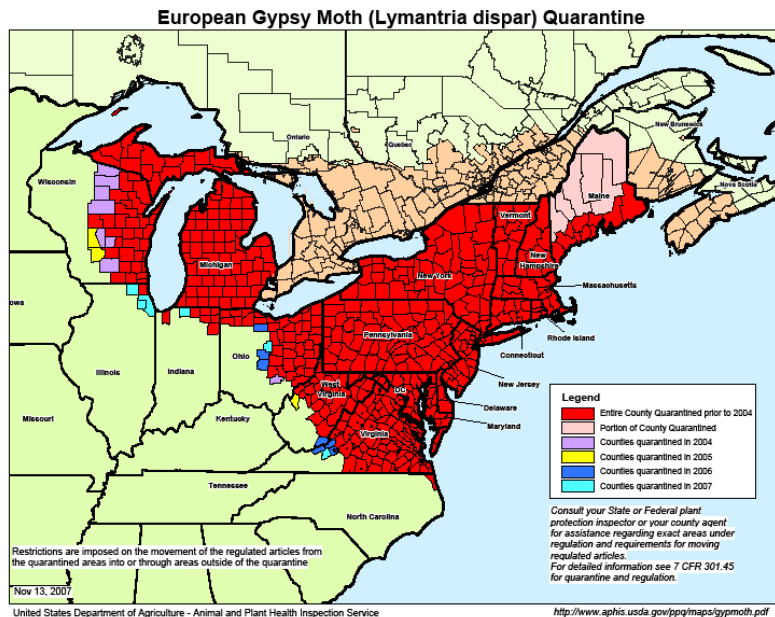 European Gypsy Moth (Lymantria dispar) Quarantine
Ontario
Quebec
New Brunswick
Nova Scotia
Wisconsin
Maine
Vermont
New
Hampshire
Michigan
New York
Massachusetts
Iowa
Rhode Island
Pennsylvania
Connecticut
Ohio
Illinois
Indiana
New Jersey
West
Virginia
DC
Delaware
Maryland
Missouri
Kentucky
Virginia
Tennessee
North Carolina
Legend
Entire County Quarantined prior to 2004
Portion of County Quarantined
Counties quarantined in 2004
Counties quarantined in 2005
Counties quarantined in 2006
Counties quarantined in 2007
Consult your State or Federal plant
protection inspector or your county agent
for assistance regarding exact areas under
regulation and requirements for moving
regulated articles.
For detailed information see 7 CFR 301.45
for quarantine and regulation.
Restrictions are imposed on the movement of the regulated articles from
the quarantined areas into or through areas outside of the quarantine
Nov 13, 2007
United States Department of Agriculture - Animal and Plant Health Inspection Service
http://www.aphis.usda.gov/ppq/maps/gypmoth.pdf